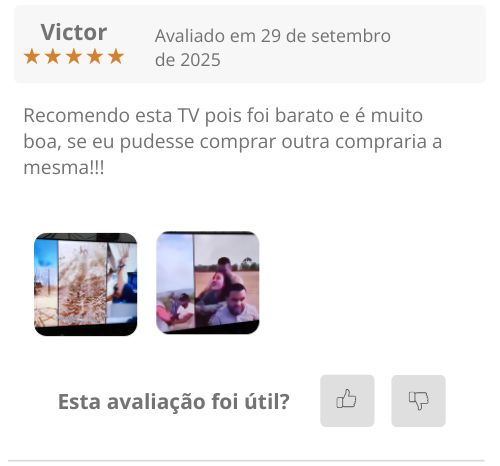 Victor
Avaliado em 29 de setembro
de 2025
Recomendo esta TV pois foi barato e é muito
boa, se eu pudesse comprar outra compraria a
mesma!!!
Esta avaliação foi útil?